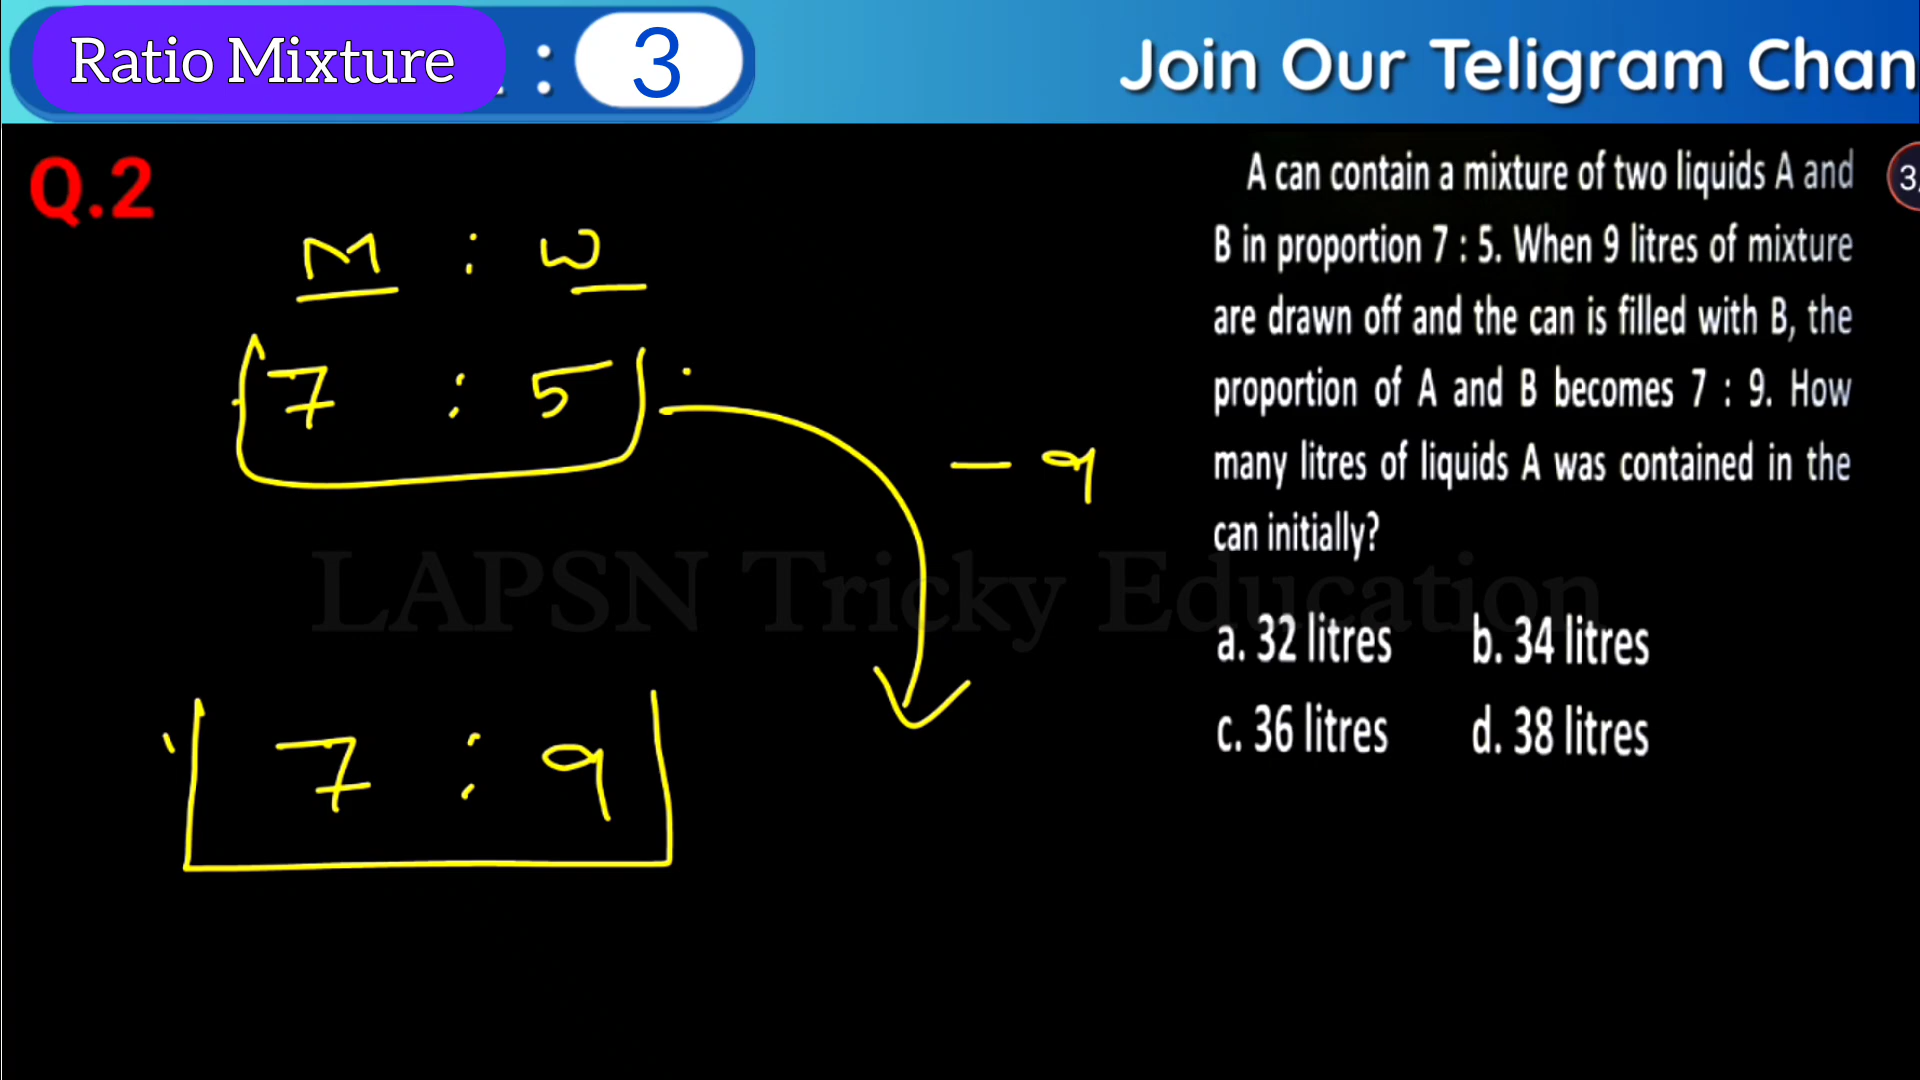 Ratio Mixture : 3
Join Our Teligram Chan
Q.2
A can contain a mixture of two liquids A and
B in proportion 7 : 5. When 9 litres of mixture
are drawn off and the can is filled with B, the
proportion of A and B becomes 7 : 9. How
many litres of liquids A was contained in the
can initially?
a. 32 litres b. 34 litres
c. 36 litres d. 38 litres
M : W
7 : 5
- 9
7 : 9
LAPSN Tricky Education
3